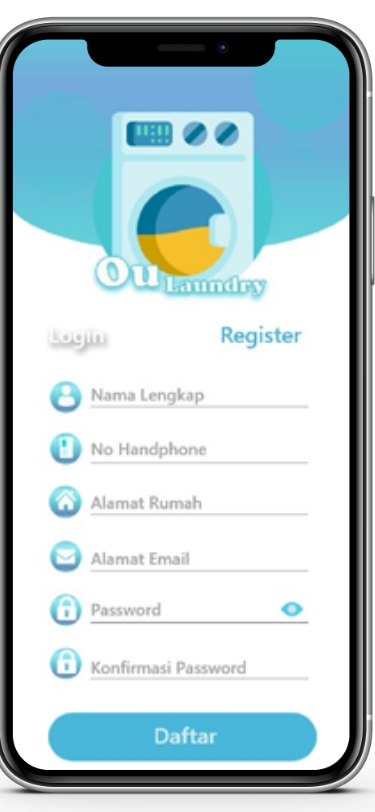 Ou Laundry
Login Register
Nama Lengkap
No Handphone
Alamat Rumah
Alamat Email
Password
Konfirmasi Password
Daftar